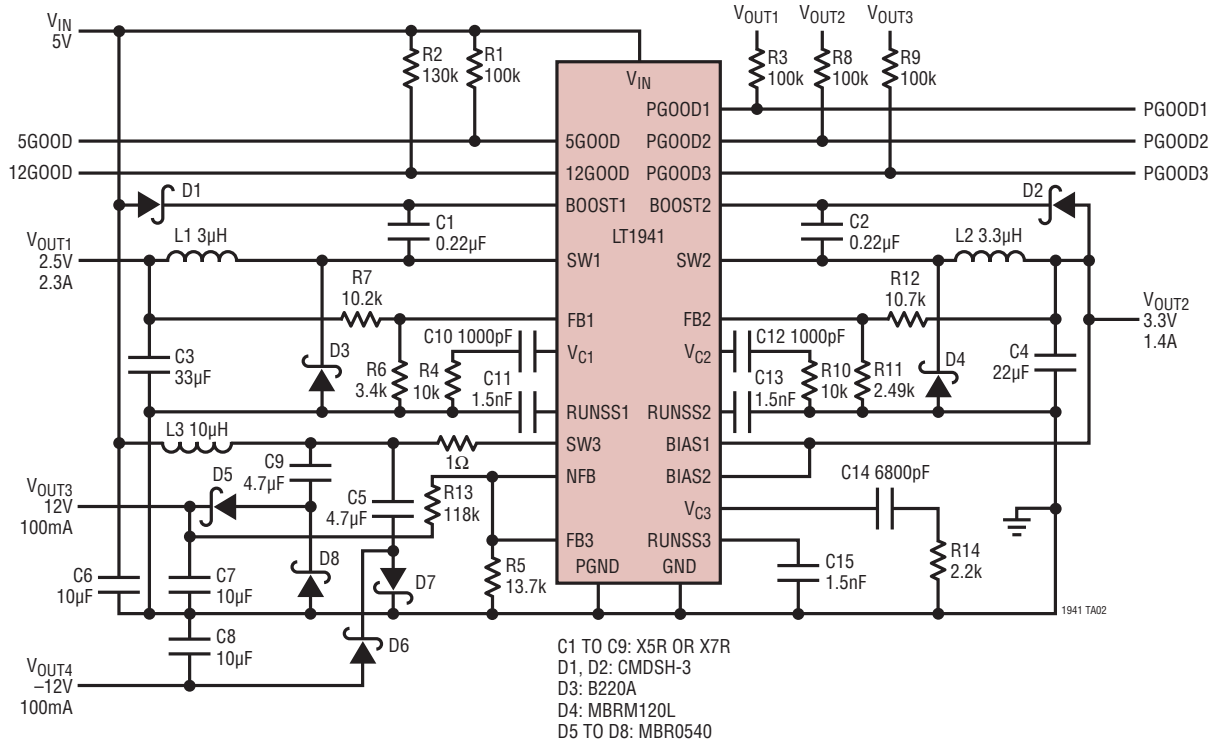 VIN
5V
R2
130k
R1
100k
VOUT1
VOUT2
VOUT3
R3
100k
R8
100k
R9
100k
VIN
PGOOD1
PGOOD1
5GOOD
5GOOD
PGOOD2
PGOOD2
12GOOD
12GOOD
PGOOD3
PGOOD3
D1
BOOST1
BOOST2
D2
LT1941
C1
0.22µF
C2
0.22µF
VOUT1
2.5V
2.3A
L1 3µH
SW1
SW2
L2 3.3µH
R7
10.2k
R12
10.7k
FB1
FB2
VOUT2
3.3V
1.4A
C10 1000pF
VC1
VC2
C12 1000pF
C3
33µF
D3
R6
3.4k
R4
10k
C11
1.5nF
C13
1.5nF
R10
10k
R11
2.49k
D4
C4
22µF
RUNSS1
RUNSS2
L3 10µH
1Ω
SW3
BIAS1
C9
4.7µF
D5
C5
4.7µF
R13
118k
NFB
BIAS2
C14 6800pF
VOUT3
12V
100mA
VC3
FB3
RUNSS3
C6
10µF
C7
10µF
D8
D7
R5
13.7k
PGND
GND
C15
1.5nF
R14
2.2k
1941 TA02
C8
10µF
D6
VOUT4
–12V
100mA
C1 TO C9: X5R OR X7R
D1, D2: CMDSH-3
D3: B220A
D4: MBRM120L
D5 TO D8: MBR0540